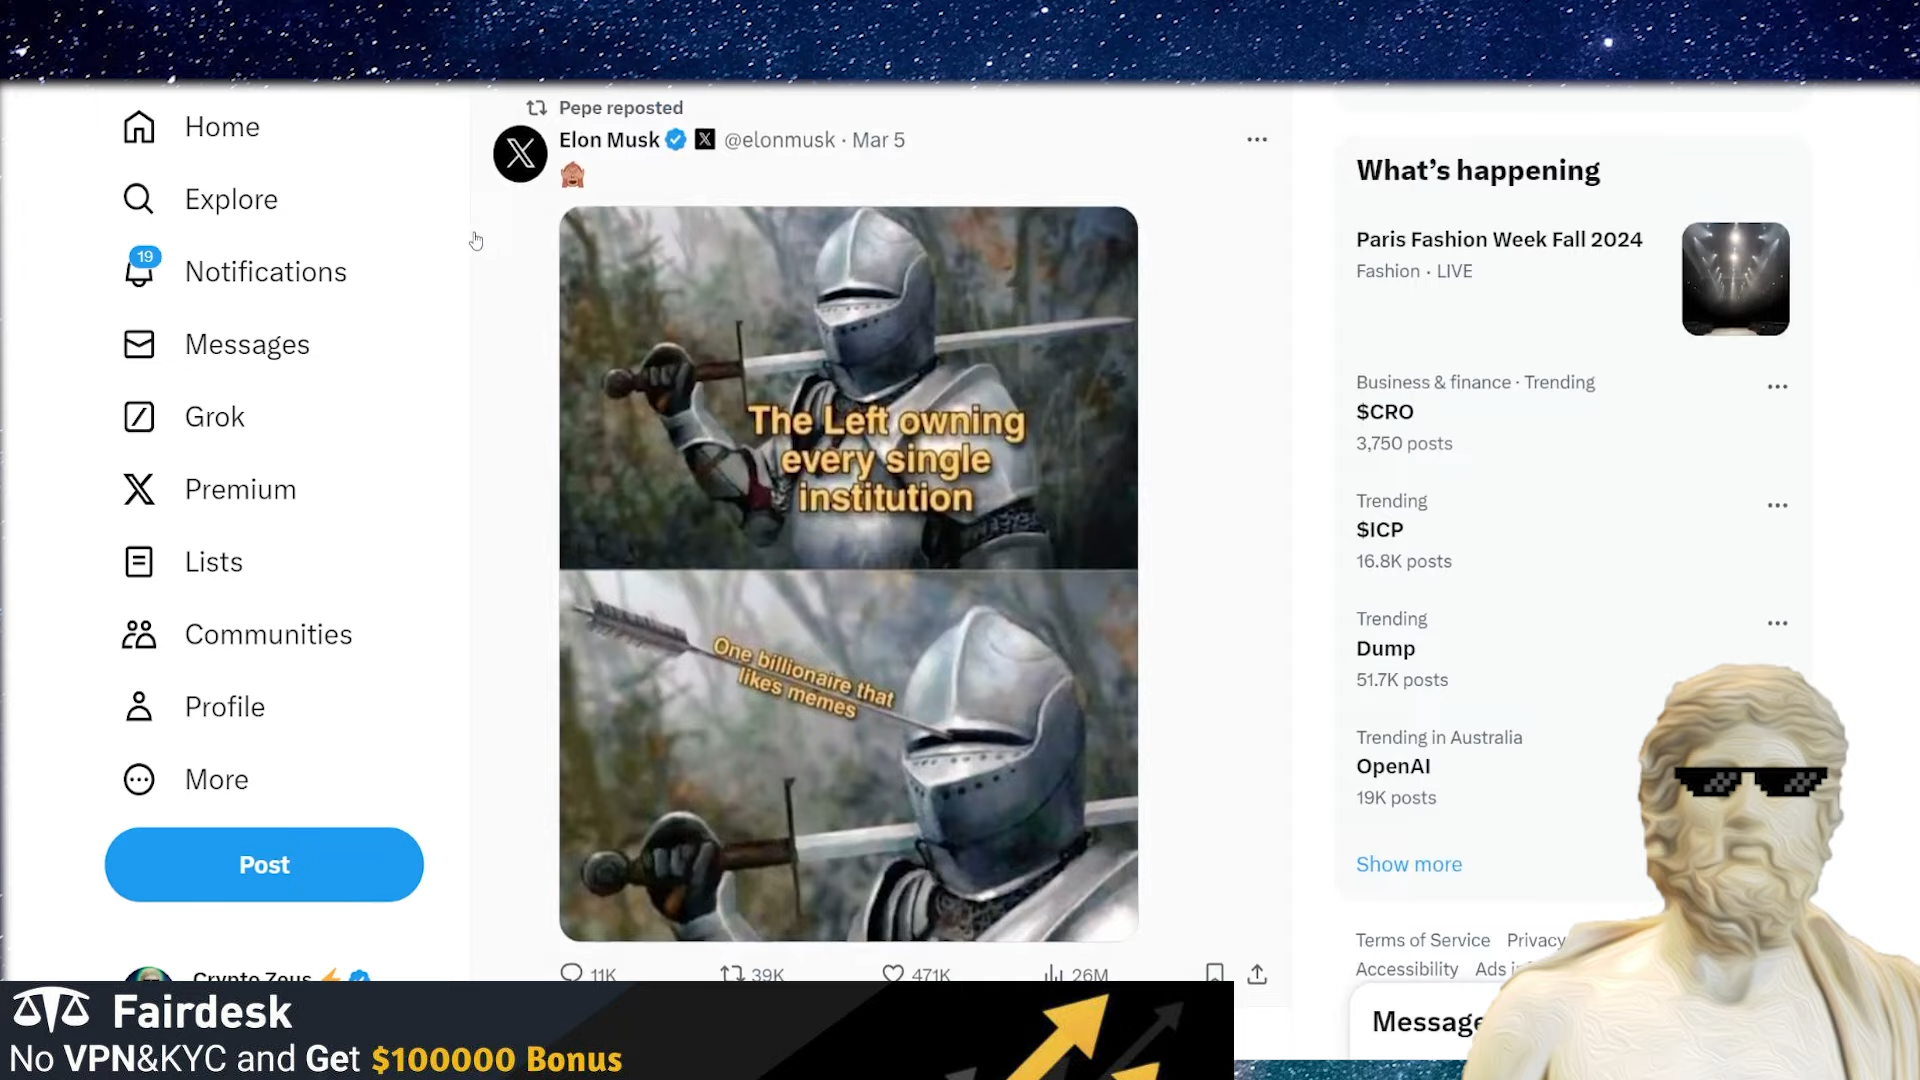 Home
Explore
19
Notifications
Messages
Grok
Premium
Lists
Communities
Profile
More
Post
Crypto Zeus
Pepe reposted
Elon Musk @elonmusk · Mar 5
The Left owning
every single
institution
One billionaire that
likes memes
11K 39K 471K 26M
What's happening
Paris Fashion Week Fall 2024
Fashion · LIVE
Business & finance · Trending
$CRO
3,750 posts
Trending
$ICP
16.8K posts
Trending
Dump
51.7K posts
Trending in Australia
OpenAI
19K posts
Show more
Terms of Service Privacy
Accessibility Ads
Message
Fairdesk
No VPN&KYC and Get $100000 Bonus